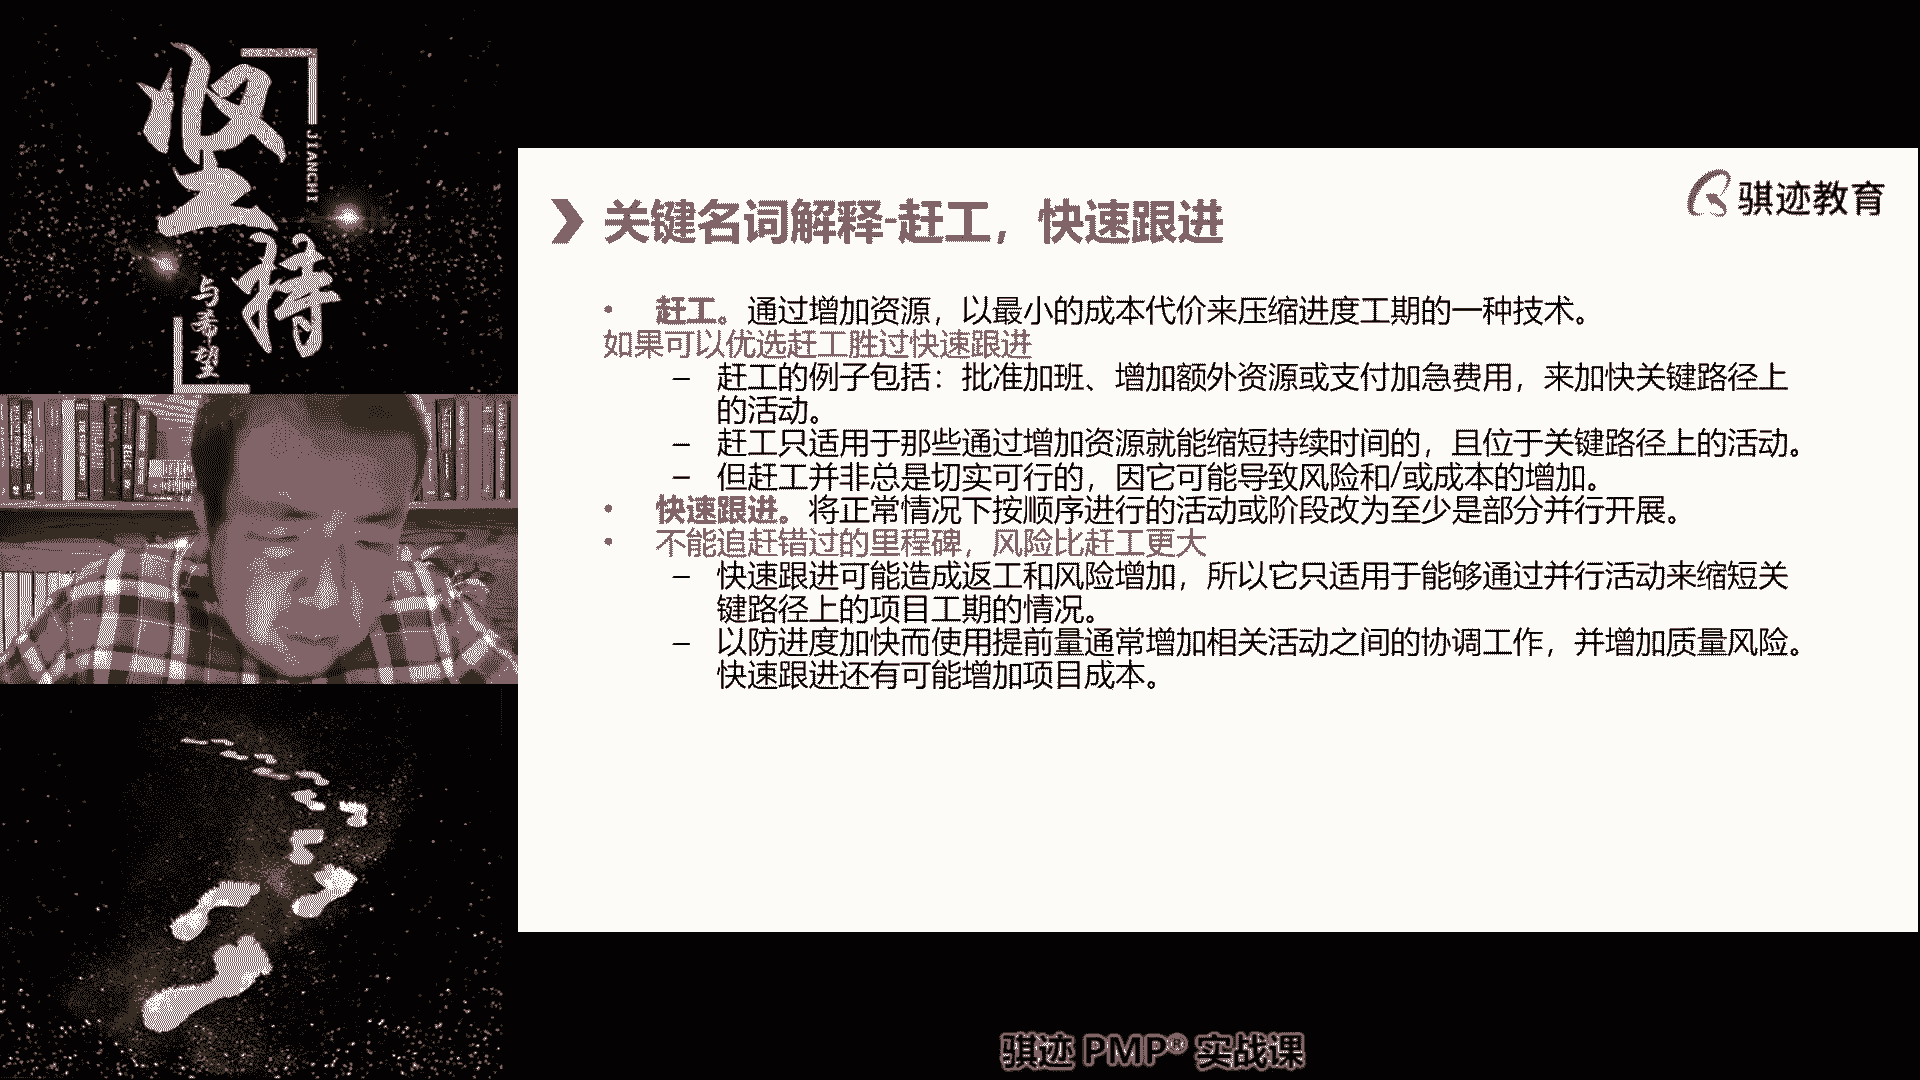 坚持
JIANCHI
与希望
骐迹教育
关键名词解释-赶工，快速跟进
• 赶工。通过增加资源，以最小的成本代价来压缩进度工期的一种技术。
如果可以优选赶工胜过快速跟进
– 赶工的例子包括：批准加班、增加额外资源或支付加急费用，来加快关键路径上
的活动。
– 赶工只适用于那些通过增加资源就能缩短持续时间的，且位于关键路径上的活动。
– 但赶工并非总是切实可行的，因它可能导致风险和/或成本的增加。
• 快速跟进。将正常情况下按顺序进行的活动或阶段改为至少是部分并行开展。
• 不能追赶错过的里程碑，风险比赶工更大
– 快速跟进可能造成返工和风险增加，所以它只适用于能够通过并行活动来缩短关
键路径上的项目工期的情况。
– 以防进度加快而使用提前量通常增加相关活动之间的协调工作，并增加质量风险。
快速跟进还有可能增加项目成本。
骐迹 PMP® 实战课